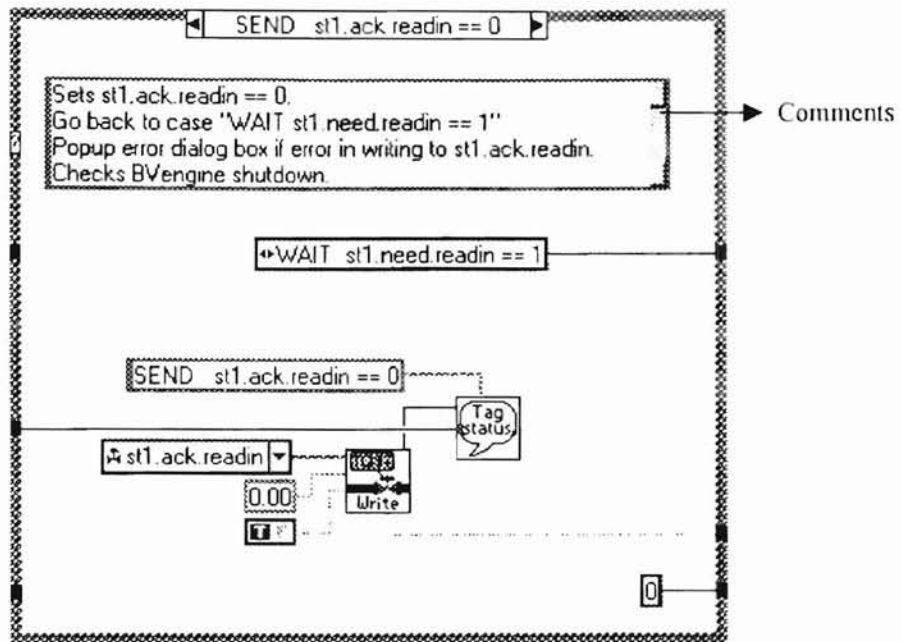 SEND st1.ack.readin == 0
Sets st1.ack.readin == 0.
Go back to case "WAIT st1.need.readin == 1"
Popup error dialog box if error in writing to st1.ack.readin.
Checks BVengine shutdown.
Comments
WAIT st1.need.readin == 1
SEND st1.ack.readin == 0
Tag
status
st1.ack.readin
0.00
Write
T F
0